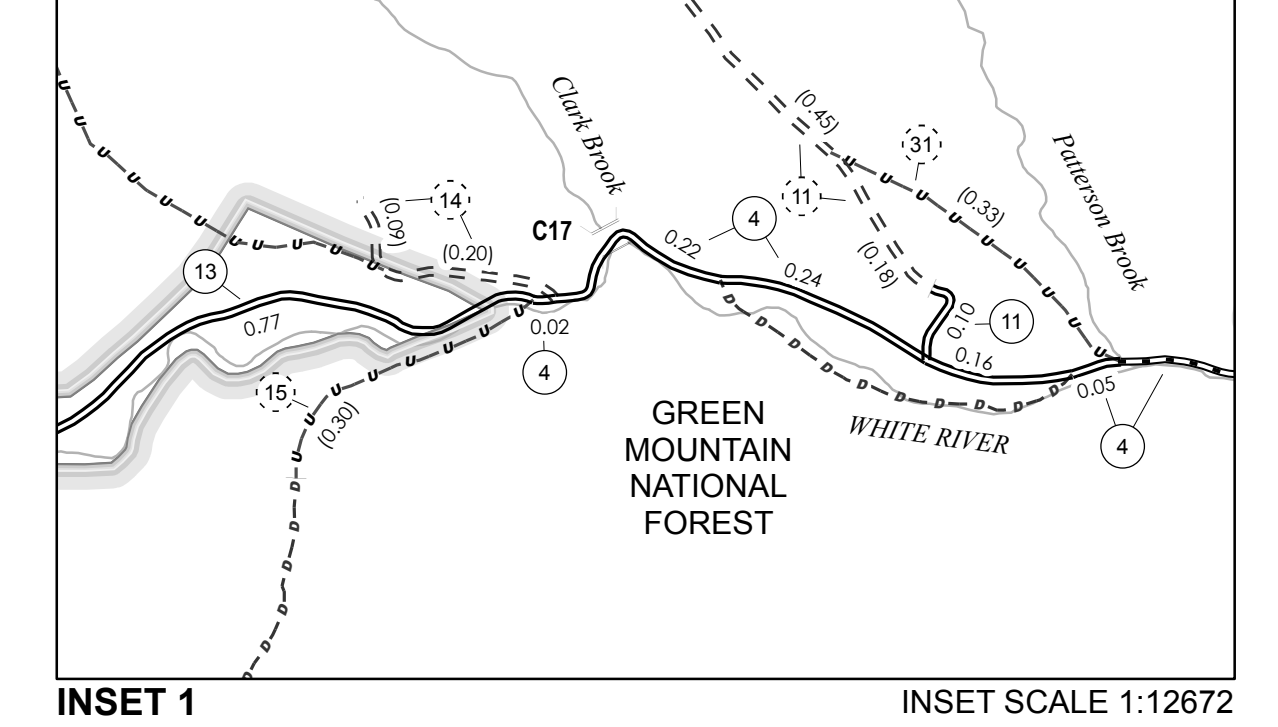 Clark Brook
(0.45)
31
Patterson Brook
14
(0.09)
(0.20)
C17
11
4
(0.33)
0.22
0.24
(0.18)
13
0.77
0.02
4
0.10
11
0.16
0.05
15
(0.30)
GREEN
MOUNTAIN
NATIONAL
FOREST
WHITE RIVER
4
U U U U U U U U U U
U U U U U U U
D D D D D
D D D D D D D D D
U U U U U U U U U
INSET 1
INSET SCALE 1:12672